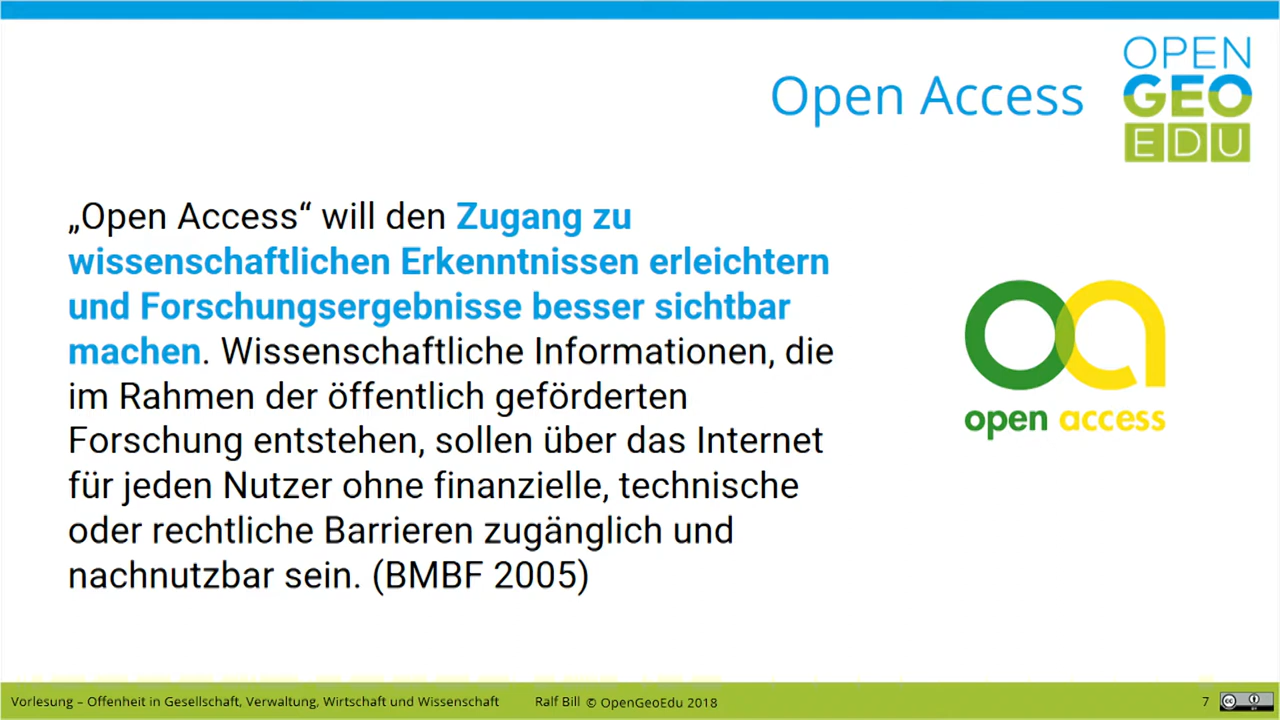 Open Access
OPEN
GEO
EDU
„Open Access“ will den Zugang zu
wissenschaftlichen Erkenntnissen erleichtern
und Forschungsergebnisse besser sichtbar
machen. Wissenschaftliche Informationen, die
im Rahmen der öffentlich geförderten
Forschung entstehen, sollen über das Internet
für jeden Nutzer ohne finanzielle, technische
oder rechtliche Barrieren zugänglich und
nachnutzbar sein. (BMBF 2005)
oa
open access
Vorlesung – Offenheit in Gesellschaft, Verwaltung, Wirtschaft und Wissenschaft Ralf Bill © OpenGeoEdu 2018 7
cc
BY